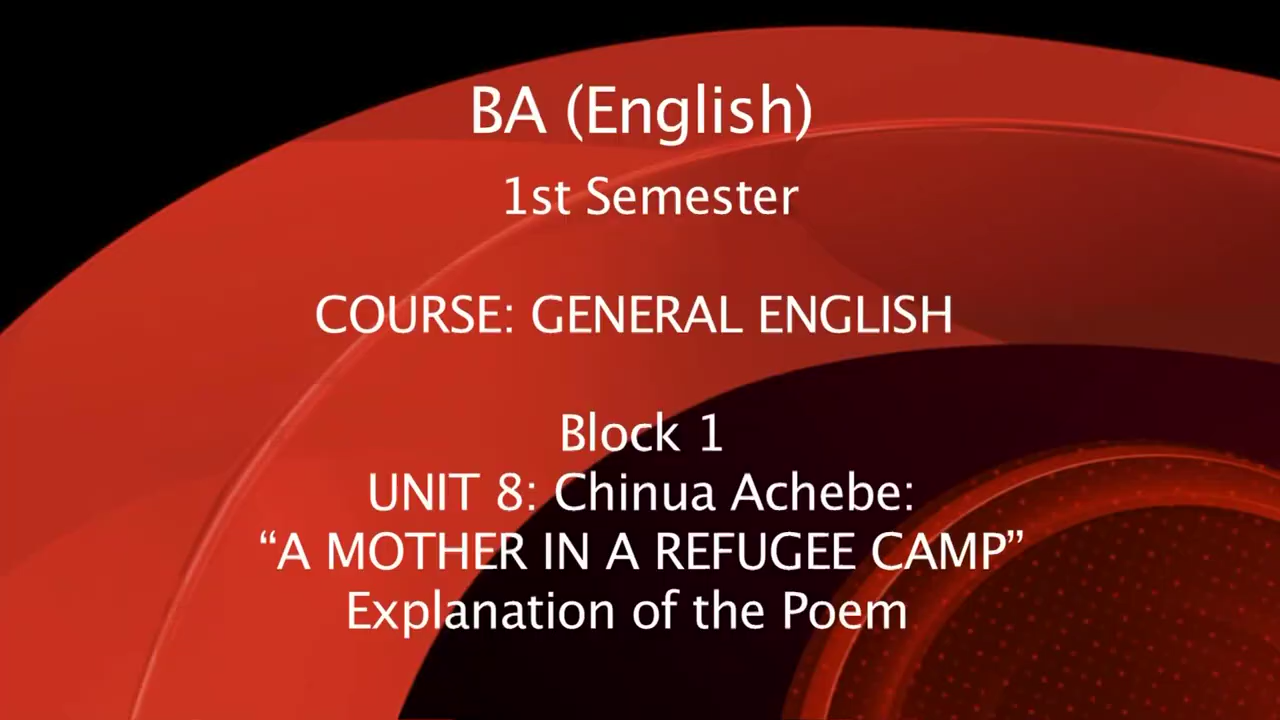 BA (English)
1st Semester
COURSE: GENERAL ENGLISH
Block 1
UNIT 8: Chinua Achebe:
“A MOTHER IN A REFUGEE CAMP”
Explanation of the Poem